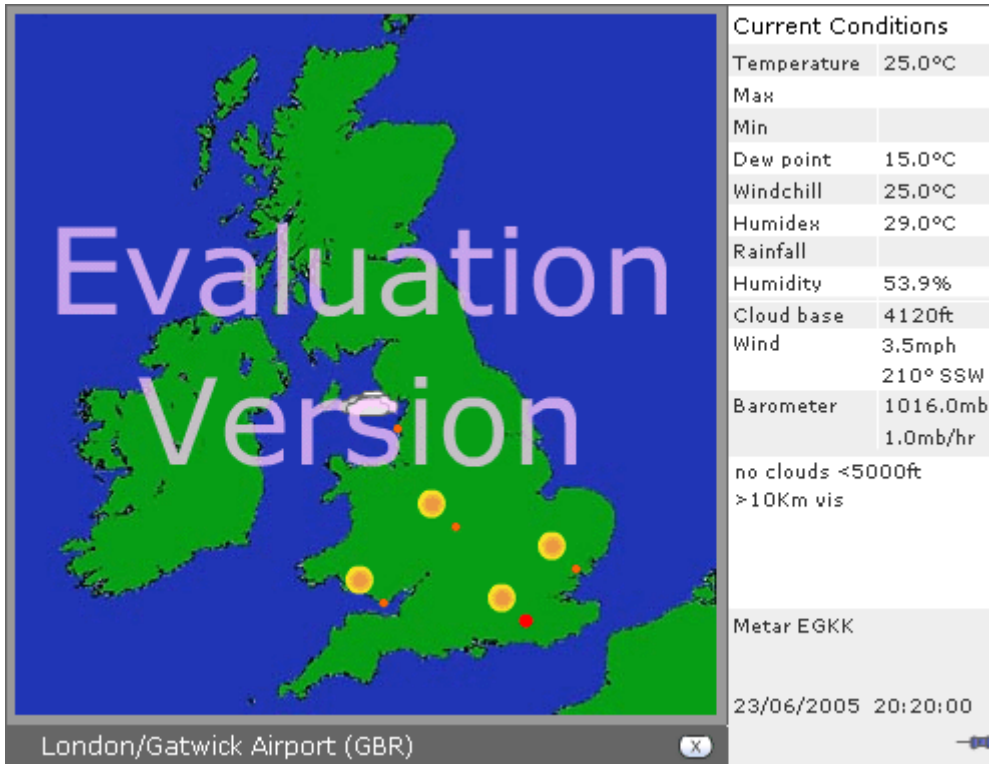 Evaluation
Version
London/Gatwick Airport (GBR)
X
Current Conditions
Temperature 25.0°C
Max
Min
Dew point 15.0°C
Windchill 25.0°C
Humidex 29.0°C
Rainfall
Humidity 53.9%
Cloud base 4120ft
Wind 3.5mph
210° SSW
Barometer 1016.0mb
1.0mb/hr
no clouds <5000ft
>10Km vis
Metar EGKK
23/06/2005 20:20:00